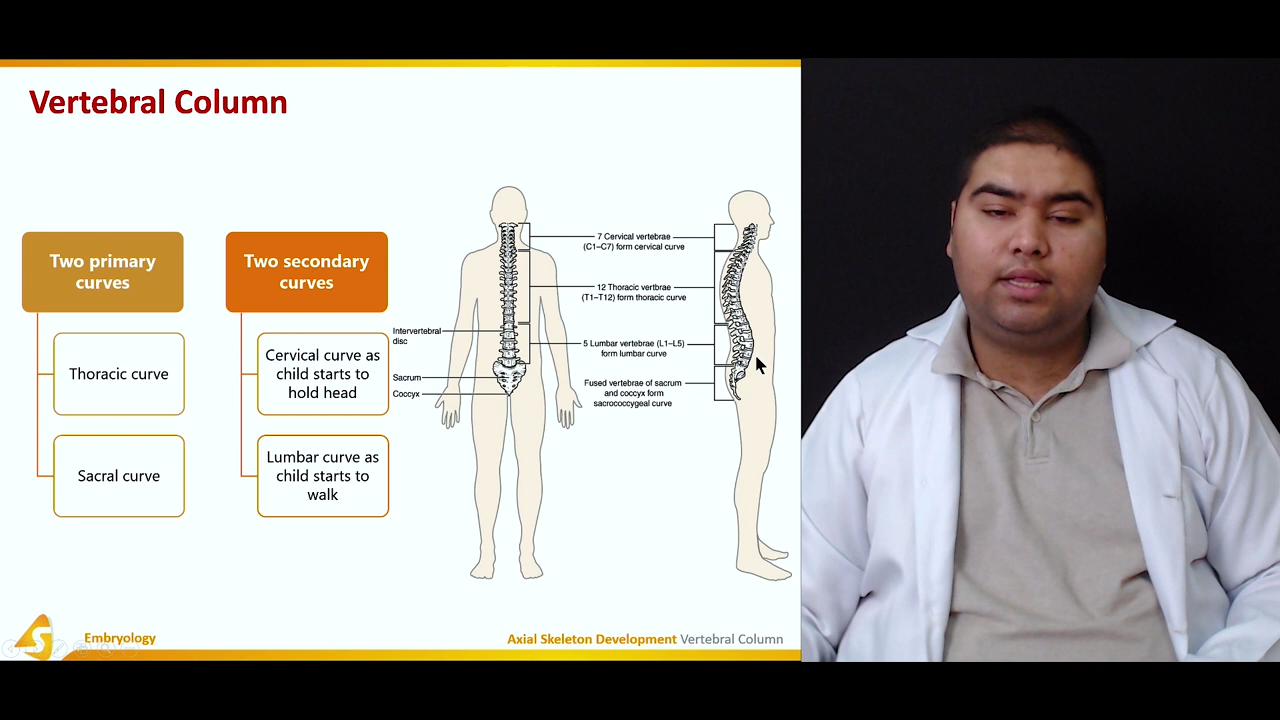 Vertebral Column
Two primary
curves
Thoracic curve
Sacral curve
Two secondary
curves
Cervical curve as
child starts to
hold head
Lumbar curve as
child starts to
walk
Intervertebral
disc
Sacrum
Coccyx
7 Cervical vertebrae
(C1–C7) form cervical curve
12 Thoracic vertbrae
(T1–T12) form thoracic curve
5 Lumbar vertebrae (L1–L5)
form lumbar curve
Fused vertebrae of sacrum
and coccyx form
sacrococcygeal curve
S
Embryology
Axial Skeleton Development Vertebral Column